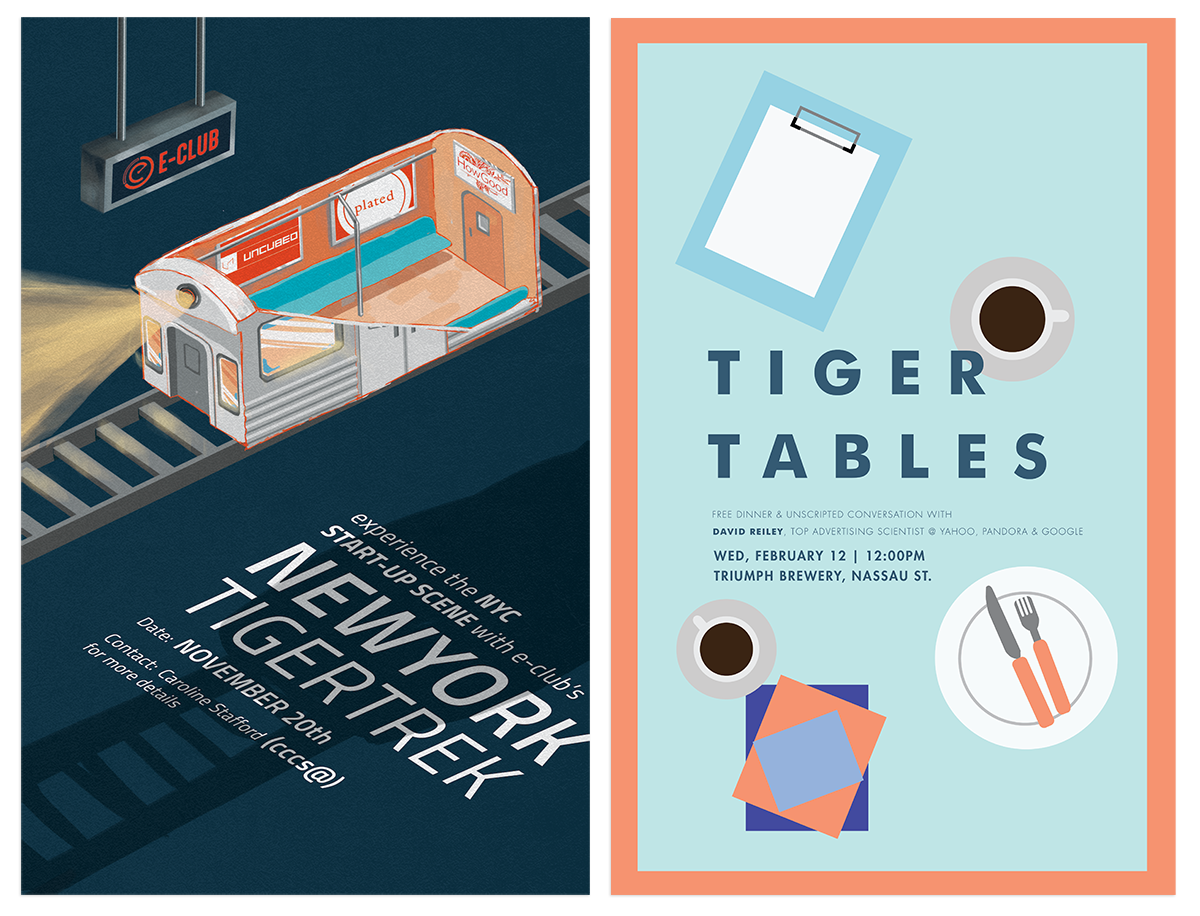 E-CLUB
UNCUBED
plated
HowGood
experience the NYC
START-UP SCENE with e-club's
NEWYORK
TIGERTREK
Date: NOVEMBER 20th
Contact: Caroline Stafford (cccs@)
for more details
TIGER
TABLES
FREE DINNER & UNSCRIPTED CONVERSATION WITH
DAVID REILEY, TOP ADVERTISING SCIENTIST @ YAHOO, PANDORA & GOOGLE
WED, FEBRUARY 12 | 12:00PM
TRIUMPH BREWERY, NASSAU ST.